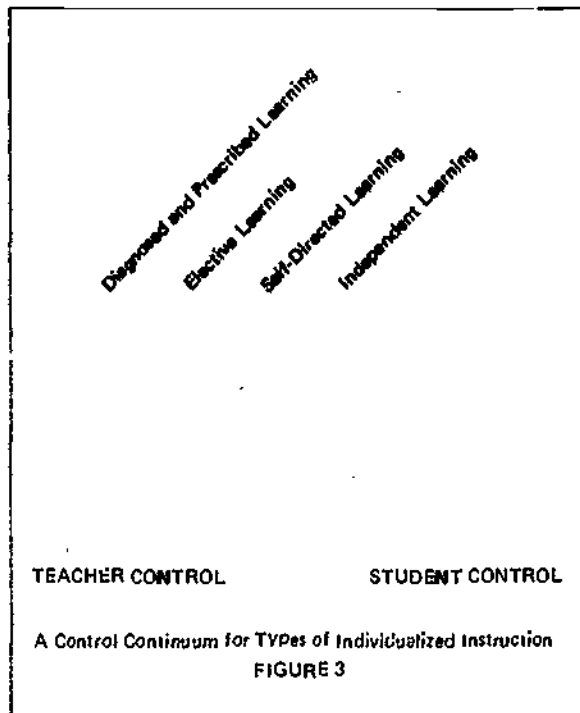 Diagnosed and Prescribed Learning
Elective Learning
Self-Directed Learning
Independent Learning
TEACHER CONTROL
STUDENT CONTROL
A Control Continuum for TYPes of Individualized Instruction
FIGURE 3